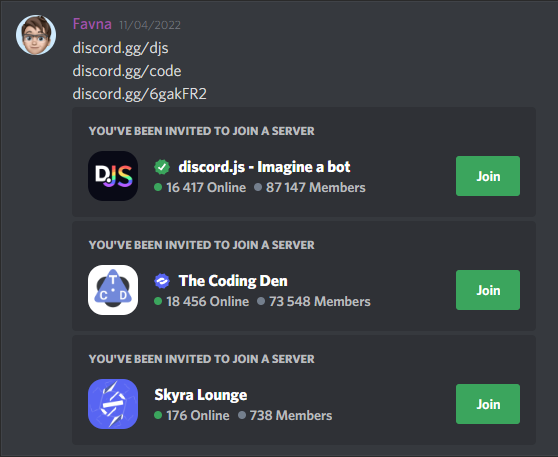 Favna 11/04/2022
discord.gg/djs
discord.gg/code
discord.gg/6gakFR2
YOU'VE BEEN INVITED TO JOIN A SERVER
DJS
discord.js - Imagine a bot
16 417 Online 87 147 Members
Join
YOU'VE BEEN INVITED TO JOIN A SERVER
T
C D
The Coding Den
18 456 Online 73 548 Members
Join
YOU'VE BEEN INVITED TO JOIN A SERVER
Skyra Lounge
176 Online 738 Members
Join